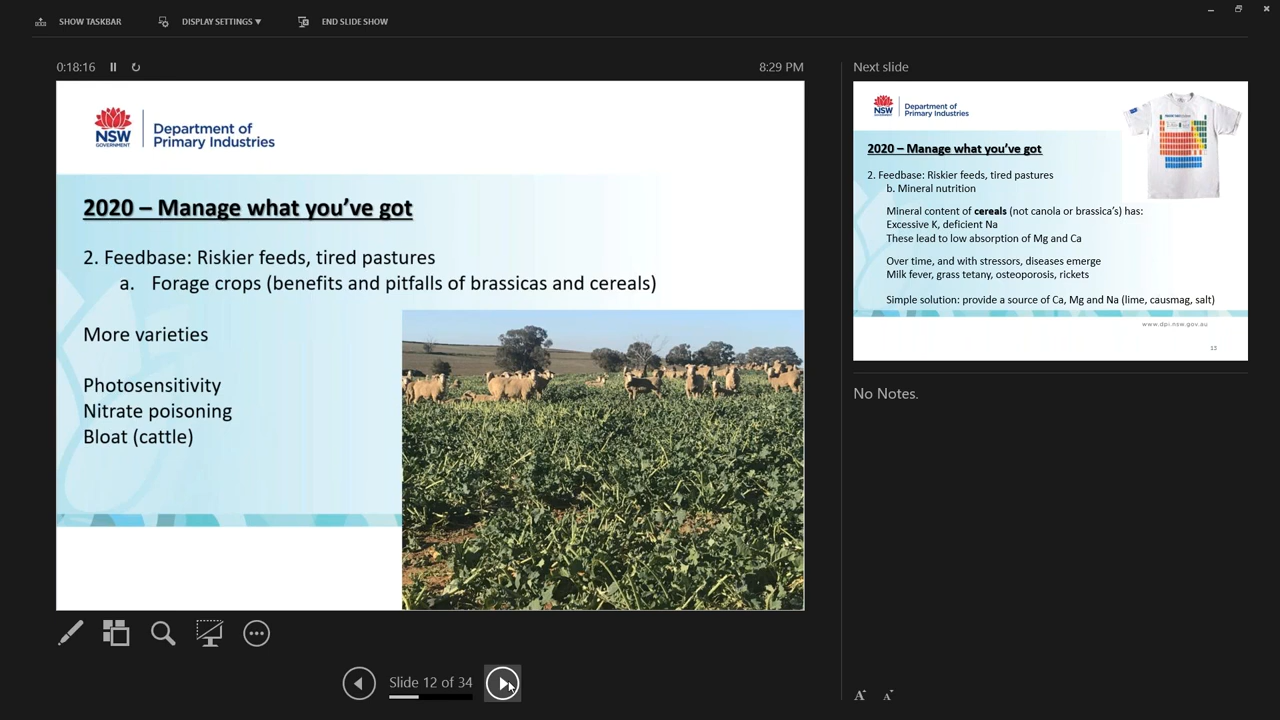 SHOW TASKBAR
DISPLAY SETTINGS ▼
END SLIDE SHOW
0:18:16
8:29 PM
NSW
GOVERNMENT
Department of
Primary Industries
2020 – Manage what you've got
2. Feedbase: Riskier feeds, tired pastures
a. Forage crops (benefits and pitfalls of brassicas and cereals)
More varieties
Photosensitivity
Nitrate poisoning
Bloat (cattle)
Slide 12 of 34
Next slide
NSW
GOVERNMENT
Department of
Primary Industries
2020 – Manage what you've got
2. Feedbase: Riskier feeds, tired pastures
b. Mineral nutrition
Mineral content of cereals (not canola or brassica's) has:
Excessive K, deficient Na
These lead to low absorption of Mg and Ca
Over time, and with stressors, diseases emerge
Milk fever, grass tetany, osteoporosis, rickets
Simple solution: provide a source of Ca, Mg and Na (lime, causmag, salt)
www.dpi.nsw.gov.au
13
No Notes.
A
A